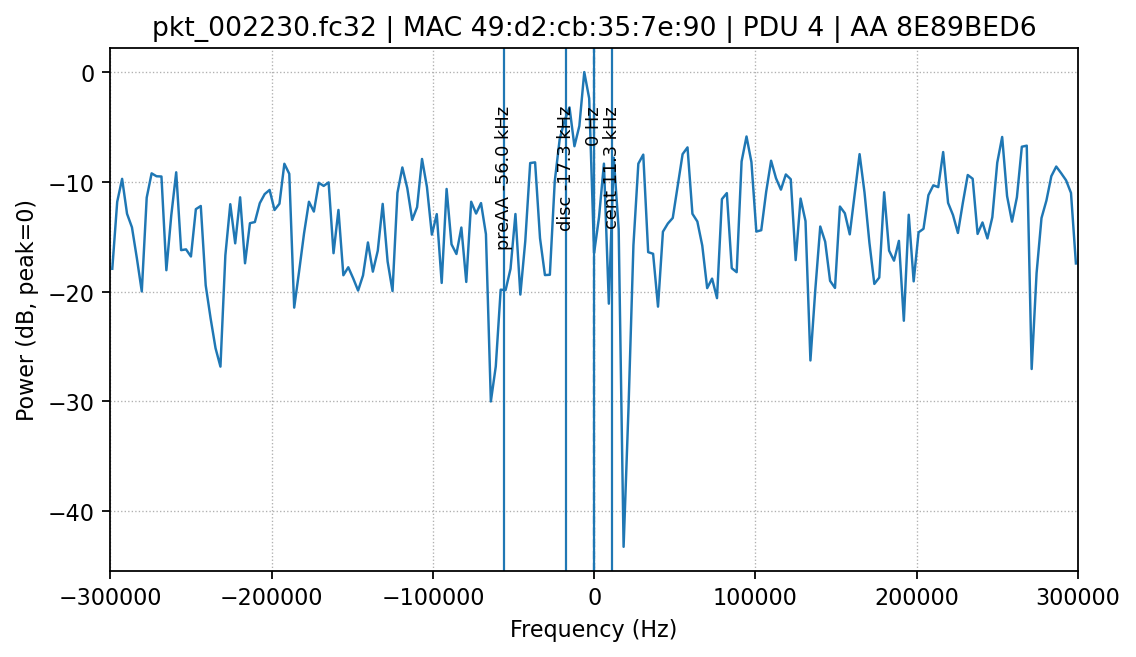 pkt_002230.fc32 | MAC 49:d2:cb:35:7e:90 | PDU 4 | AA 8E89BED6
Power (dB, peak=0)
0
−10
−20
−30
−40
preAA -56.0 kHz
disc -17.3 kHz
0 Hz
cent 11.3 kHz
−300000
−200000
−100000
0
100000
200000
300000
Frequency (Hz)